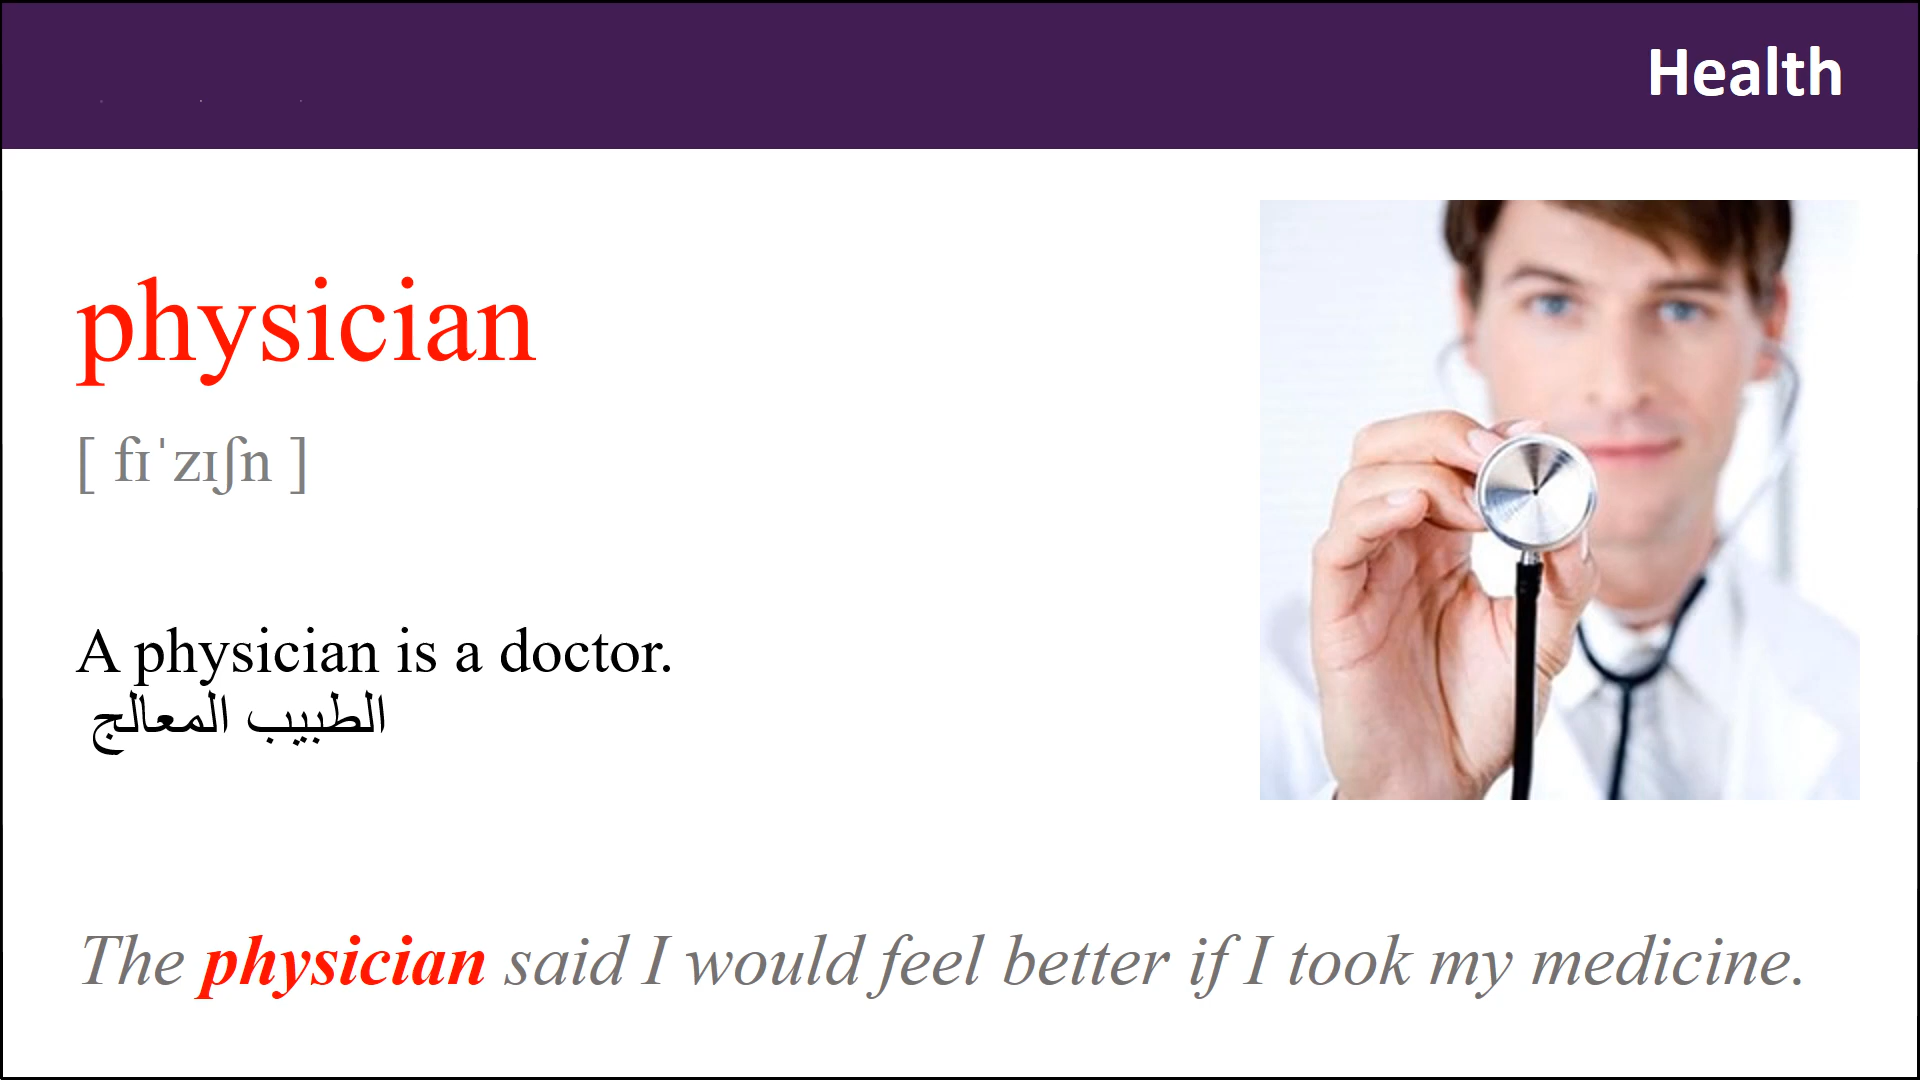 Health
physician
[ fɪˈzɪʃn ]
A physician is a doctor.
الطبيب المعالج
The physician said I would feel better if I took my medicine.